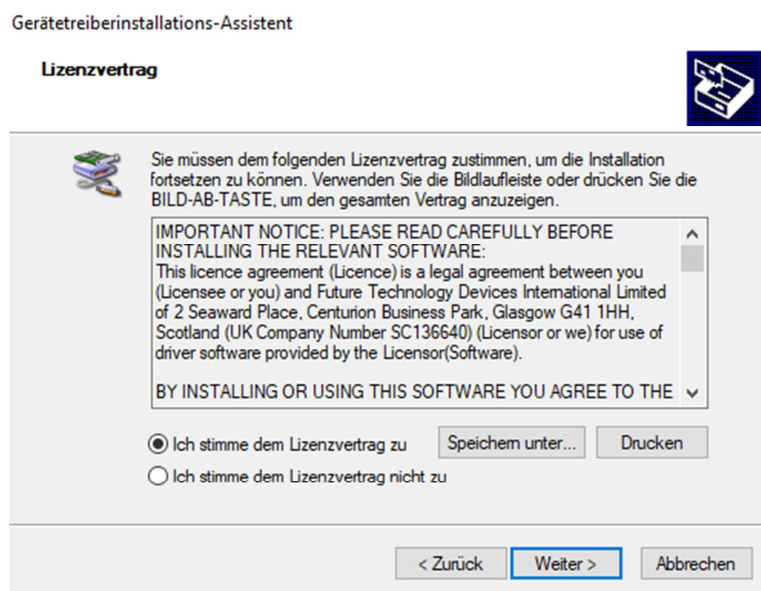 Gerätetreiberinstallations-Assistent
Lizenzvertrag
Sie müssen dem folgenden Lizenzvertrag zustimmen, um die Installation
fortsetzen zu können. Verwenden Sie die Bildlaufleiste oder drücken Sie die
BILD-AB-TASTE, um den gesamten Vertrag anzuzeigen.
IMPORTANT NOTICE: PLEASE READ CAREFULLY BEFORE
INSTALLING THE RELEVANT SOFTWARE:
This licence agreement (Licence) is a legal agreement between you
(Licensee or you) and Future Technology Devices International Limited
of 2 Seaward Place, Centurion Business Park, Glasgow G41 1HH,
Scotland (UK Company Number SC136640) (Licensor or we) for use of
driver software provided by the Licensor(Software).
BY INSTALLING OR USING THIS SOFTWARE YOU AGREE TO THE
Ich stimme dem Lizenzvertrag zu Speichern unter... Drucken
Ich stimme dem Lizenzvertrag nicht zu
< Zurück Weiter > Abbrechen